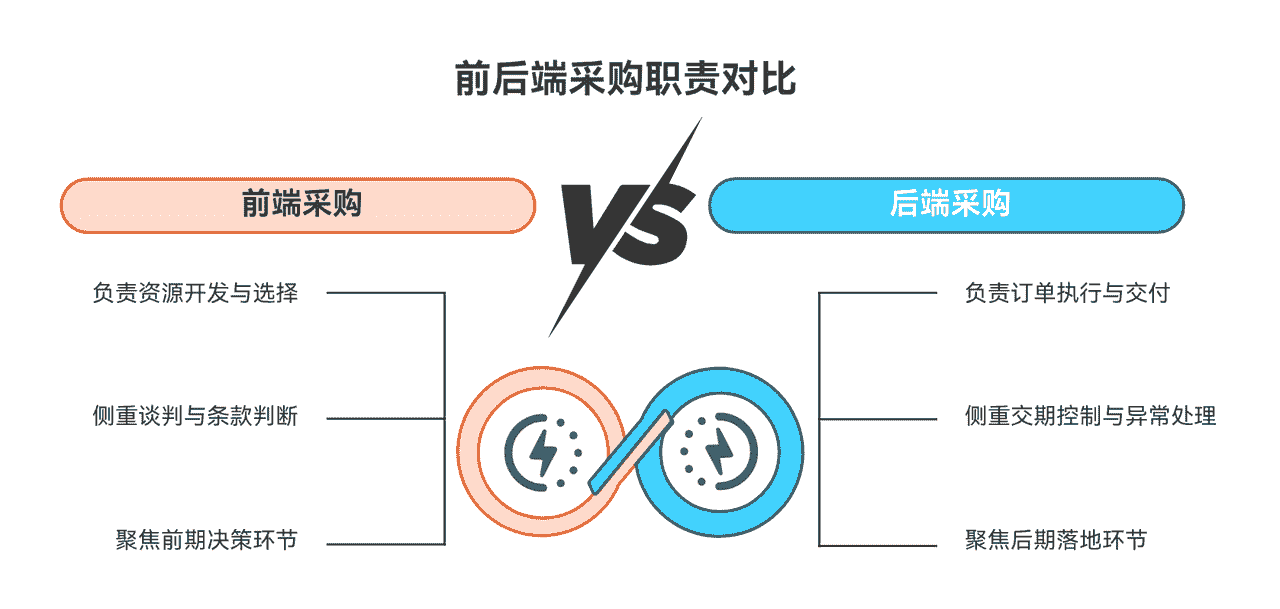 前后端采购职责对比
前端采购
VS
后端采购
负责资源开发与选择
侧重谈判与条款判断
聚焦前期决策环节
负责订单执行与交付
侧重交期控制与异常处理
聚焦后期落地环节